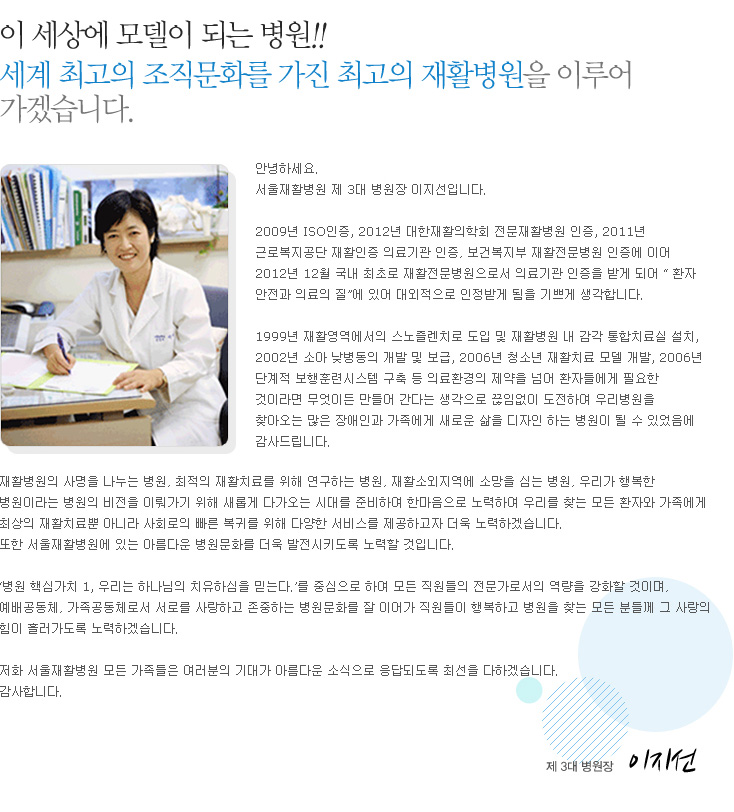 이 세상에 모델이 되는 병원!!
세계 최고의 조직문화를 가진 최고의 재활병원을 이루어
가겠습니다.
안녕하세요.
서울재활병원 제 3대 병원장 이지선입니다.
2009년 ISO인증, 2012년 대한재활의학회 전문재활병원 인증, 2011년
근로복지공단 재활인증 의료기관 인증, 보건복지부 재활전문병원 인증에 이어
2012년 12월 국내 최초로 재활전문병원으로서 의료기관 인증을 받게 되어 “ 환자
안전과 의료의 질”에 있어 대외적으로 인정받게 됨을 기쁘게 생각합니다.
1999년 재활영역에서의 스노즐렌치로 도입 및 재활병원 내 감각 통합치료실 설치,
2002년 소아 낮병동의 개발 및 보급, 2006년 청소년 재활치료 모델 개발, 2006년
단계적 보행훈련시스템 구축 등 의료환경의 제약을 넘어 환자들에게 필요한
것이라면 무엇이든 만들어 간다는 생각으로 끊임없이 도전하여 우리병원을
찾아오는 많은 장애인과 가족에게 새로운 삶을 디자인 하는 병원이 될 수 있었음에
감사드립니다.
재활병원의 사명을 나누는 병원, 최적의 재활치료를 위해 연구하는 병원, 재활소외지역에 소망을 심는 병원, 우리가 행복한
병원이라는 병원의 비전을 이뤄가기 위해 새롭게 다가오는 시대를 준비하여 한마음으로 노력하여 우리를 찾는 모든 환자와 가족에게
최상의 재활치료뿐 아니라 사회로의 빠른 복귀를 위해 다양한 서비스를 제공하고자 더욱 노력하겠습니다.
또한 서울재활병원에 있는 아름다운 병원문화를 더욱 발전시키도록 노력할 것입니다.
‘병원 핵심가치 1, 우리는 하나님의 치유하심을 믿는다.’를 중심으로 하여 모든 직원들의 전문가로서의 역량을 강화할 것이며,
예배공동체, 가족공동체로서 서로를 사랑하고 존중하는 병원문화를 잘 이어가 직원들이 행복하고 병원을 찾는 모든 분들께 그 사랑의
힘이 흘러가도록 노력하겠습니다.
저화 서울재활병원 모든 가족들은 여러분의 기대가 아름다운 소식으로 응답되도록 최선을 다하겠습니다.
감사합니다.
제 3대 병원장 이지선